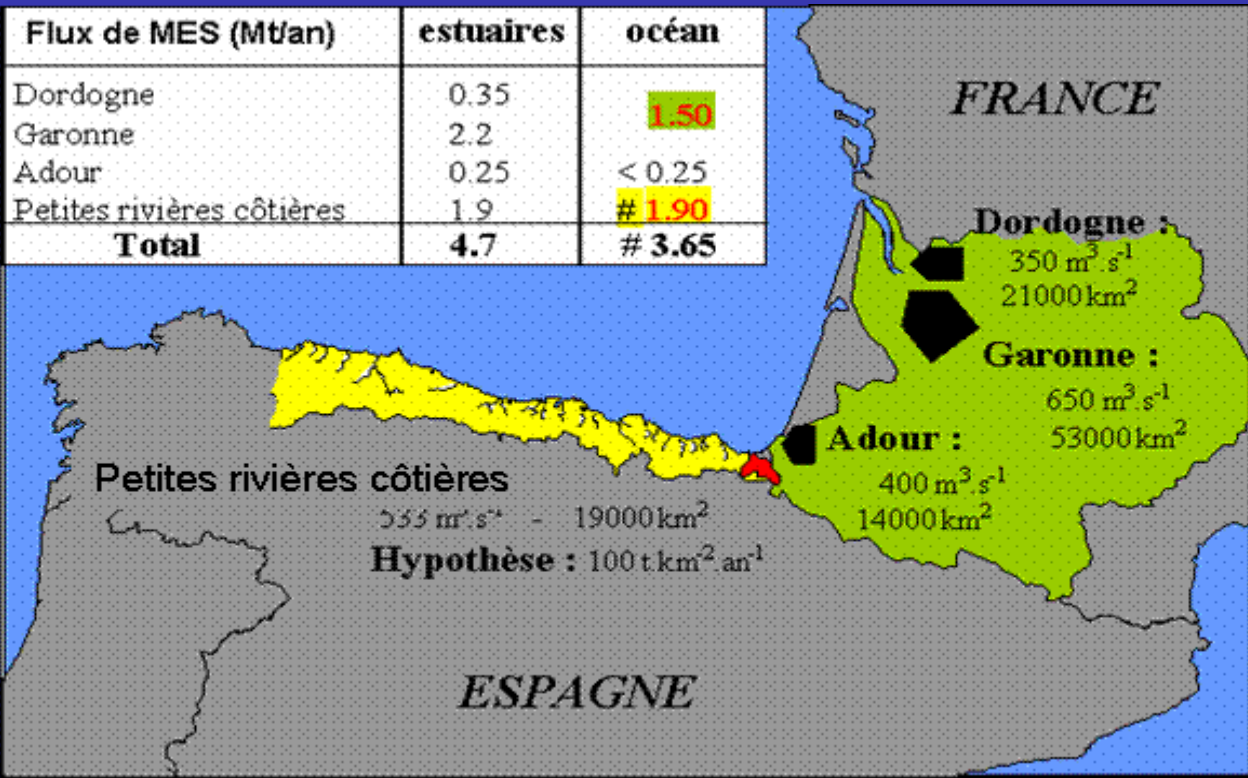 Flux de MES (Mt/an) estuaires océan
Dordogne 0.35
1.50
Garonne 2.2
Adour 0.25 < 0.25
Petites rivières côtières 1.9 # 1.90
Total 4.7 # 3.65
FRANCE
Dordogne :
350 m³.s⁻¹
21000 km²
Garonne :
650 m³.s⁻¹
53000 km²
Adour :
400 m³.s⁻¹
14000 km²
Petites rivières côtières
533 m³.s⁻¹ - 19000 km²
Hypothèse : 100 t.km⁻².an⁻¹
ESPAGNE